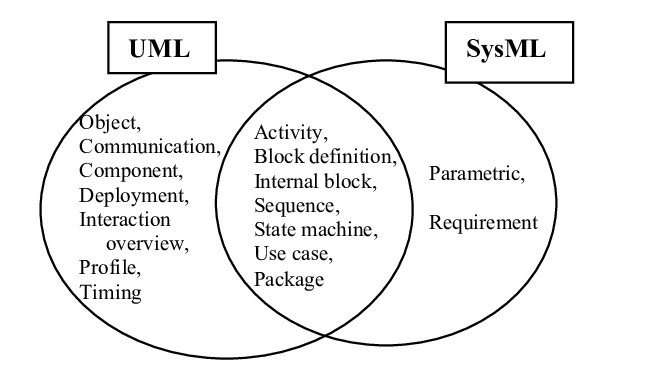 UML
SysML
Object,
Communication,
Component,
Deployment,
Interaction
overview,
Profile,
Timing
Activity,
Block definition,
Internal block,
Sequence,
State machine,
Use case,
Package
Parametric,
Requirement